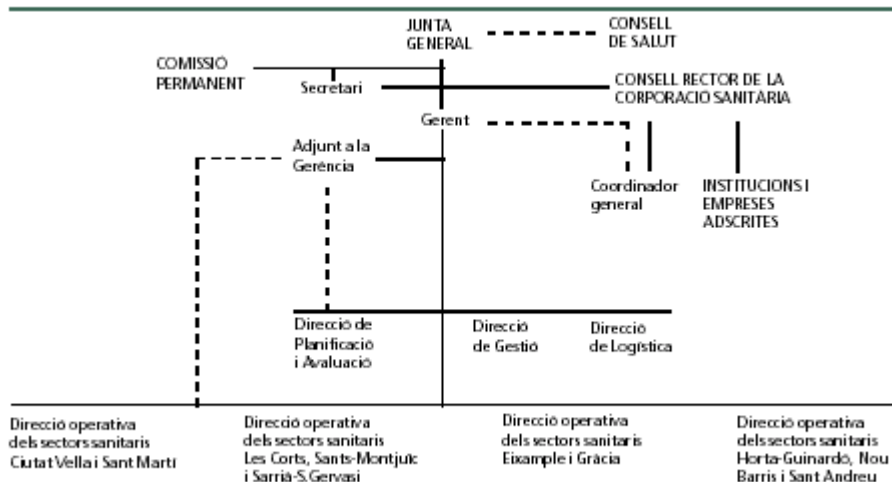 JUNTA
GENERAL
CONSELL
DE SALUT
COMISSIÓ
PERMANENT
Secretari
CONSELL RECTOR DE LA
CORPORACIÓ SANITÀRIA
Gerent
Adjunt a la
Gerència
Coordinador
general
INSTITUCIONS I
EMPRESES
ADSCRITES
Direcció de
Planificació
i Avaluació
Direcció
de Gestió
Direcció
de Logística
Direcció operativa
dels sectors sanitaris
Ciutat Vella i Sant Martí
Direcció operativa
dels sectors sanitaris
Les Corts, Sants-Montjuïc
i Sarrià-S.Gervasi
Direcció operativa
dels sectors sanitaris
Eixample i Gràcia
Direcció operativa
dels sectors sanitaris
Horta-Guinardó, Nou
Barris i Sant Andreu